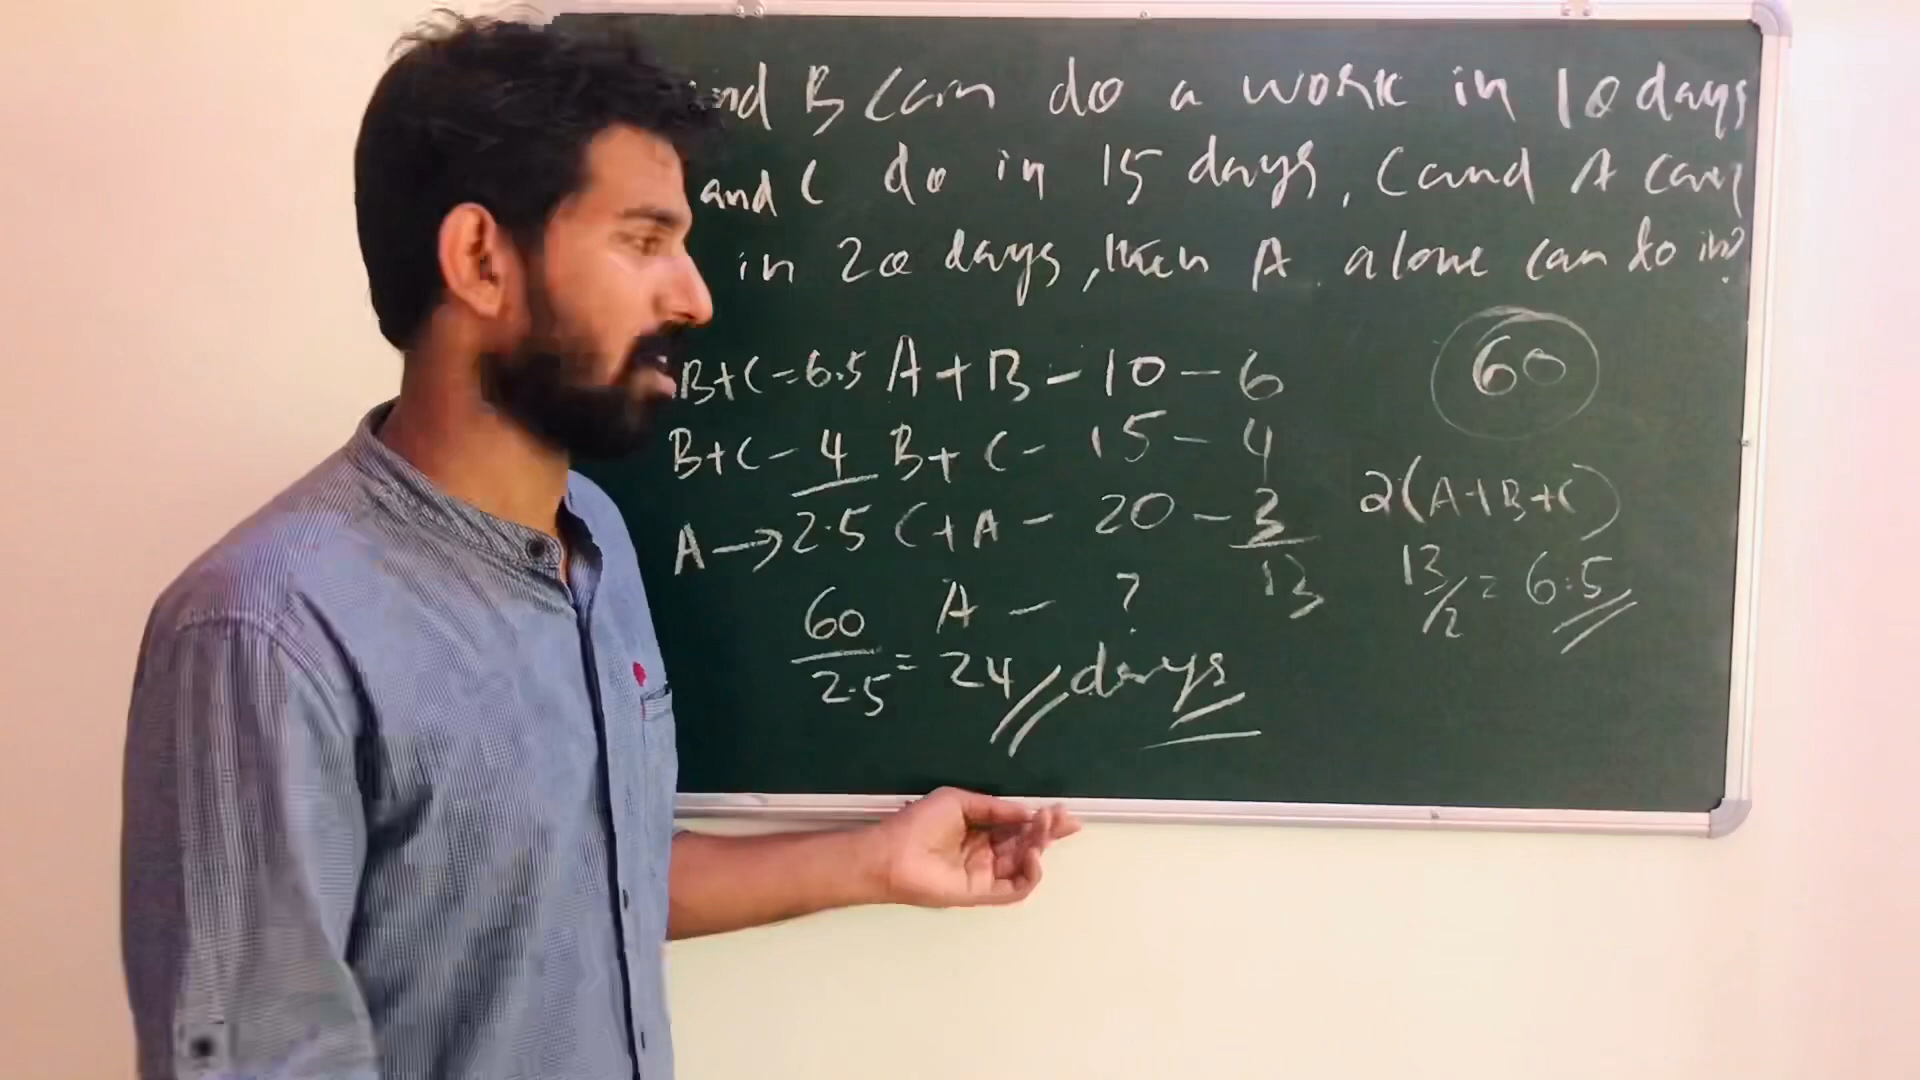 nd B Can do a work in 10 days
and C do in 15 days, C and A can
in 20 days, then A alone can do in?
B+C=6.5 A+B - 10 - 6
60
B+C - 4 B+C - 15 - 4
2(A+B+C)
A→2.5 C+A - 20 - 3
13
13/2 = 6.5
A - ?
60/2.5 = 24 // days